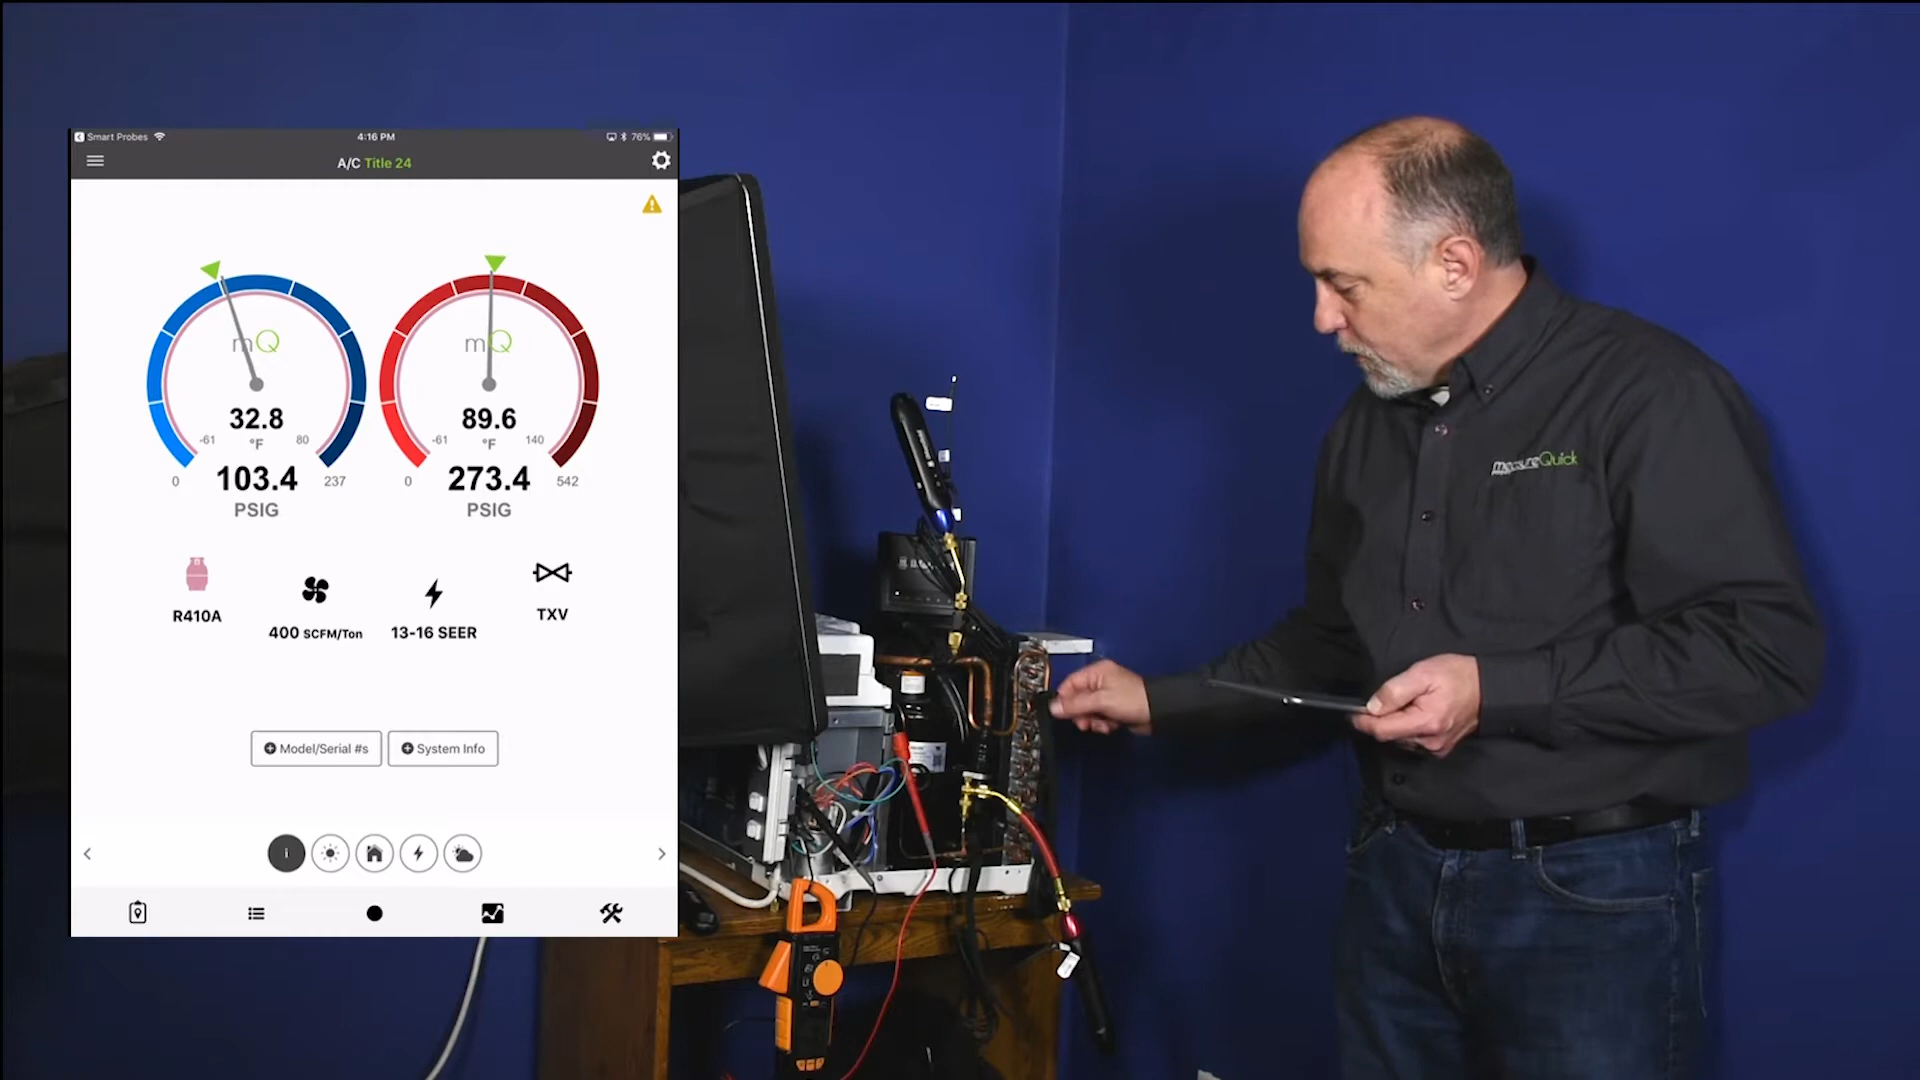 Smart Probes
4:16 PM
76%
A/C Title 24
mQ
mQ
32.8
°F
-61
80
103.4
0
237
PSIG
89.6
°F
-61
140
273.4
0
542
PSIG
R410A
400 SCFM/Ton
13-16 SEER
TXV
Model/Serial #s
System Info
measureQuick